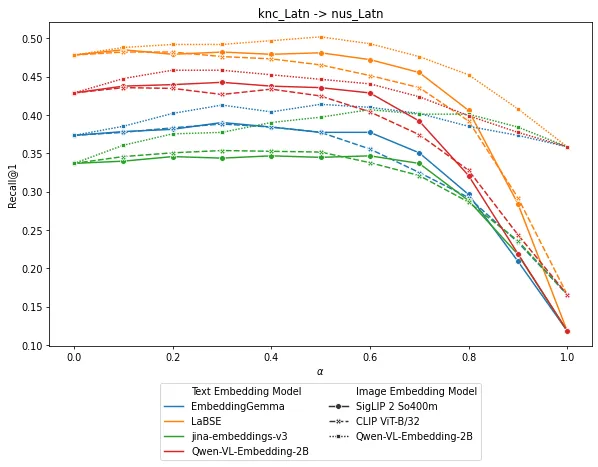 knc_Latn -> nus_Latn
Recall@1
0.50
0.45
0.40
0.35
0.30
0.25
0.20
0.15
0.10
0.0 0.2 0.4 0.6 0.8 1.0
α
Text Embedding Model Image Embedding Model
EmbeddingGemma SigLIP 2 So400m
LaBSE CLIP ViT-B/32
jina-embeddings-v3 Qwen-VL-Embedding-2B
Qwen-VL-Embedding-2B